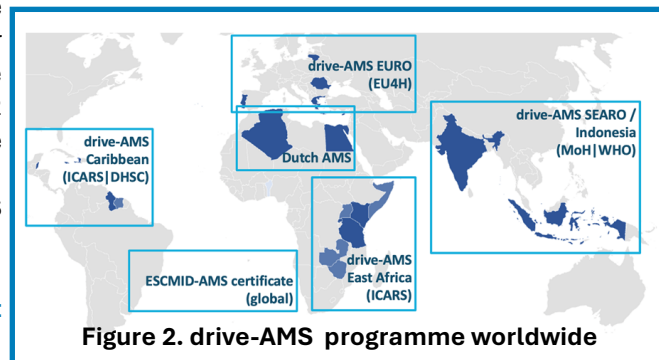 drive-AMS EURO
(EU4H)
drive-AMS SEARO /
Indonesia
(MoH|WHO)
drive-AMS
Caribbean
(ICARS|DHSC)
Dutch AMS
drive-AMS
East Africa
(ICARS)
ESCMID-AMS certificate
(global)
Figure 2. drive-AMS programme worldwide